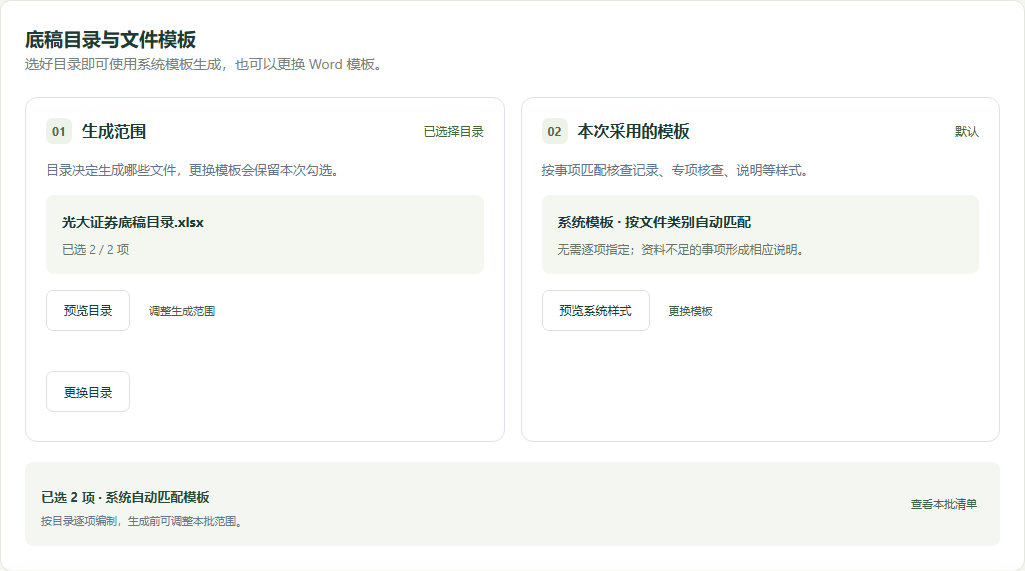 底稿目录与文件模板
选好目录即可使用系统模板生成，也可以更换 Word 模板。
01 生成范围 已选择目录
目录决定生成哪些文件，更换模板会保留本次勾选。
光大证券底稿目录.xlsx
已选 2 / 2 项
预览目录 调整生成范围
更换目录
02 本次采用的模板 默认
按事项匹配核查记录、专项核查、说明等样式。
系统模板 · 按文件类别自动匹配
无需逐项指定；资料不足的事项形成相应说明。
预览系统样式 更换模板
已选 2 项 · 系统自动匹配模板
按目录逐项编制，生成前可调整本批范围。
查看本批清单